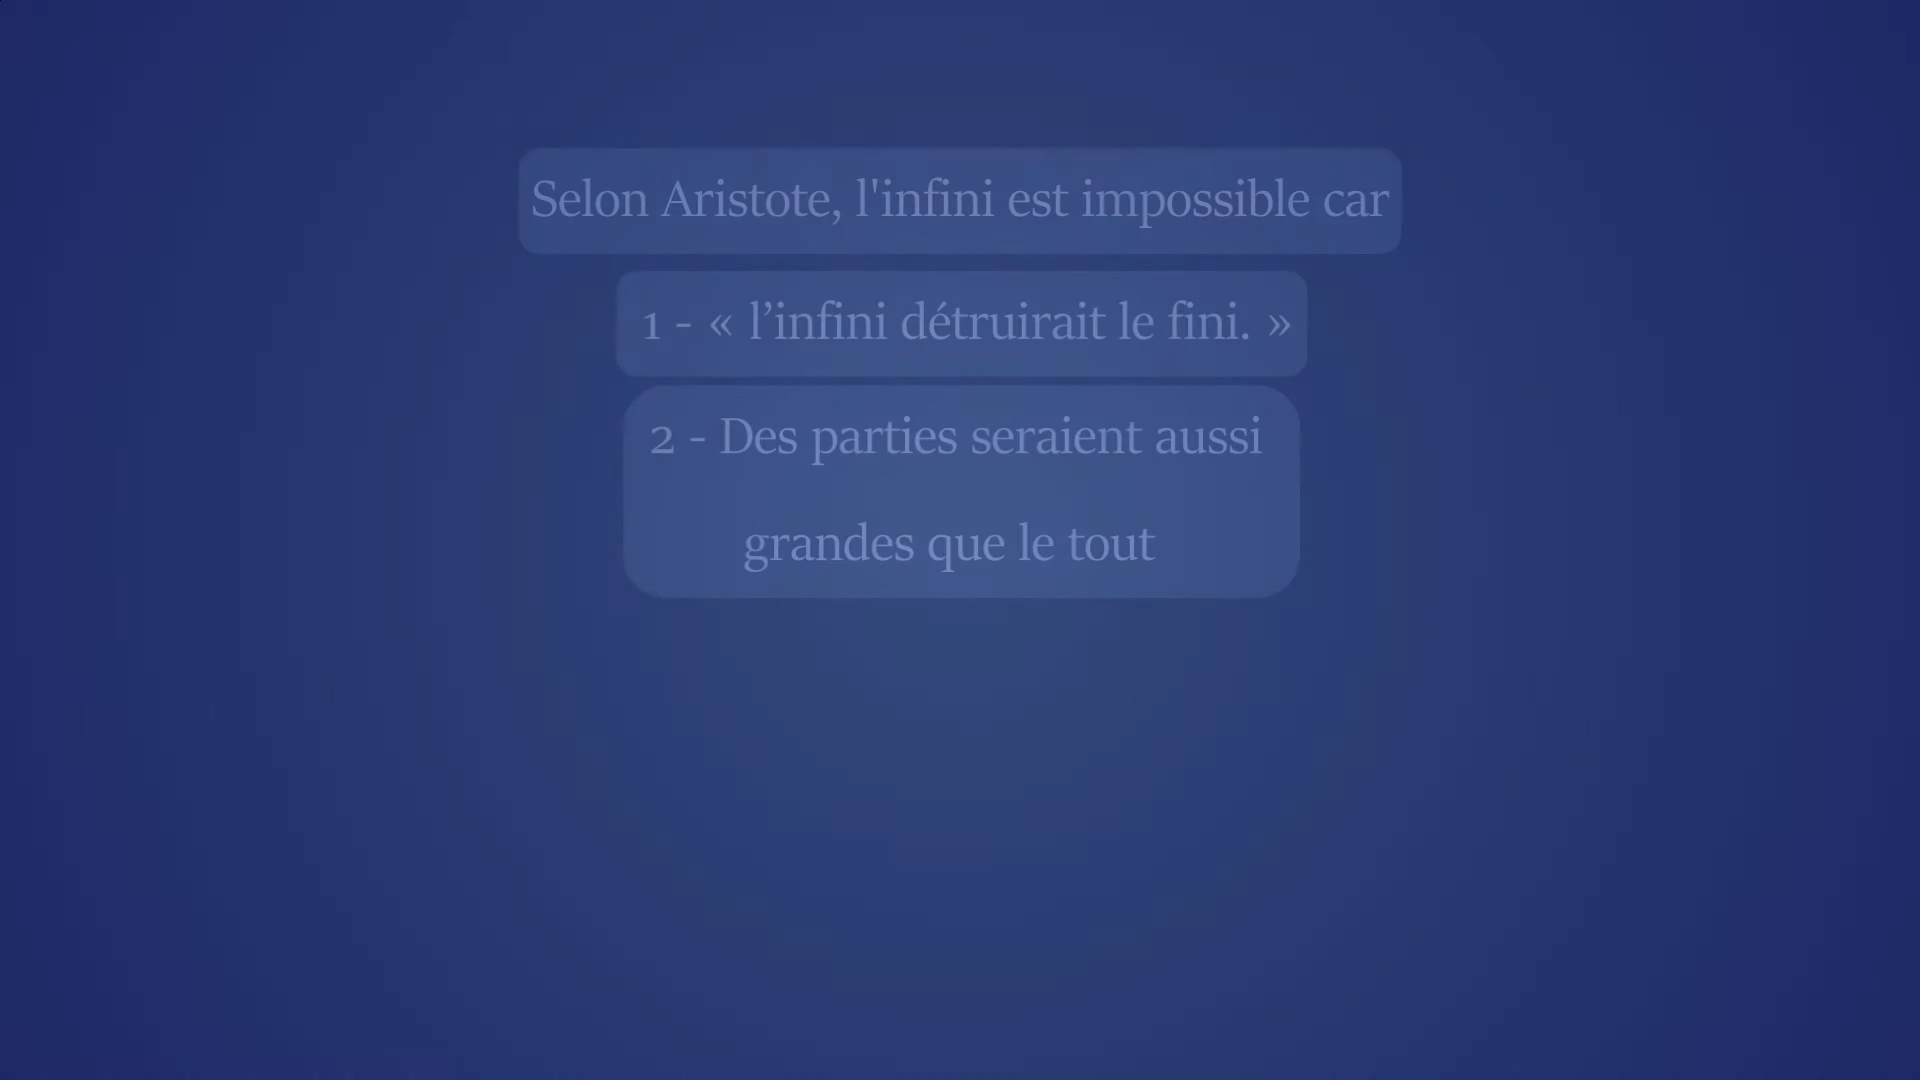 Selon Aristote, l'infini est impossible car
1 - « l’infini détruirait le fini. »
2 - Des parties seraient aussi
grandes que le tout